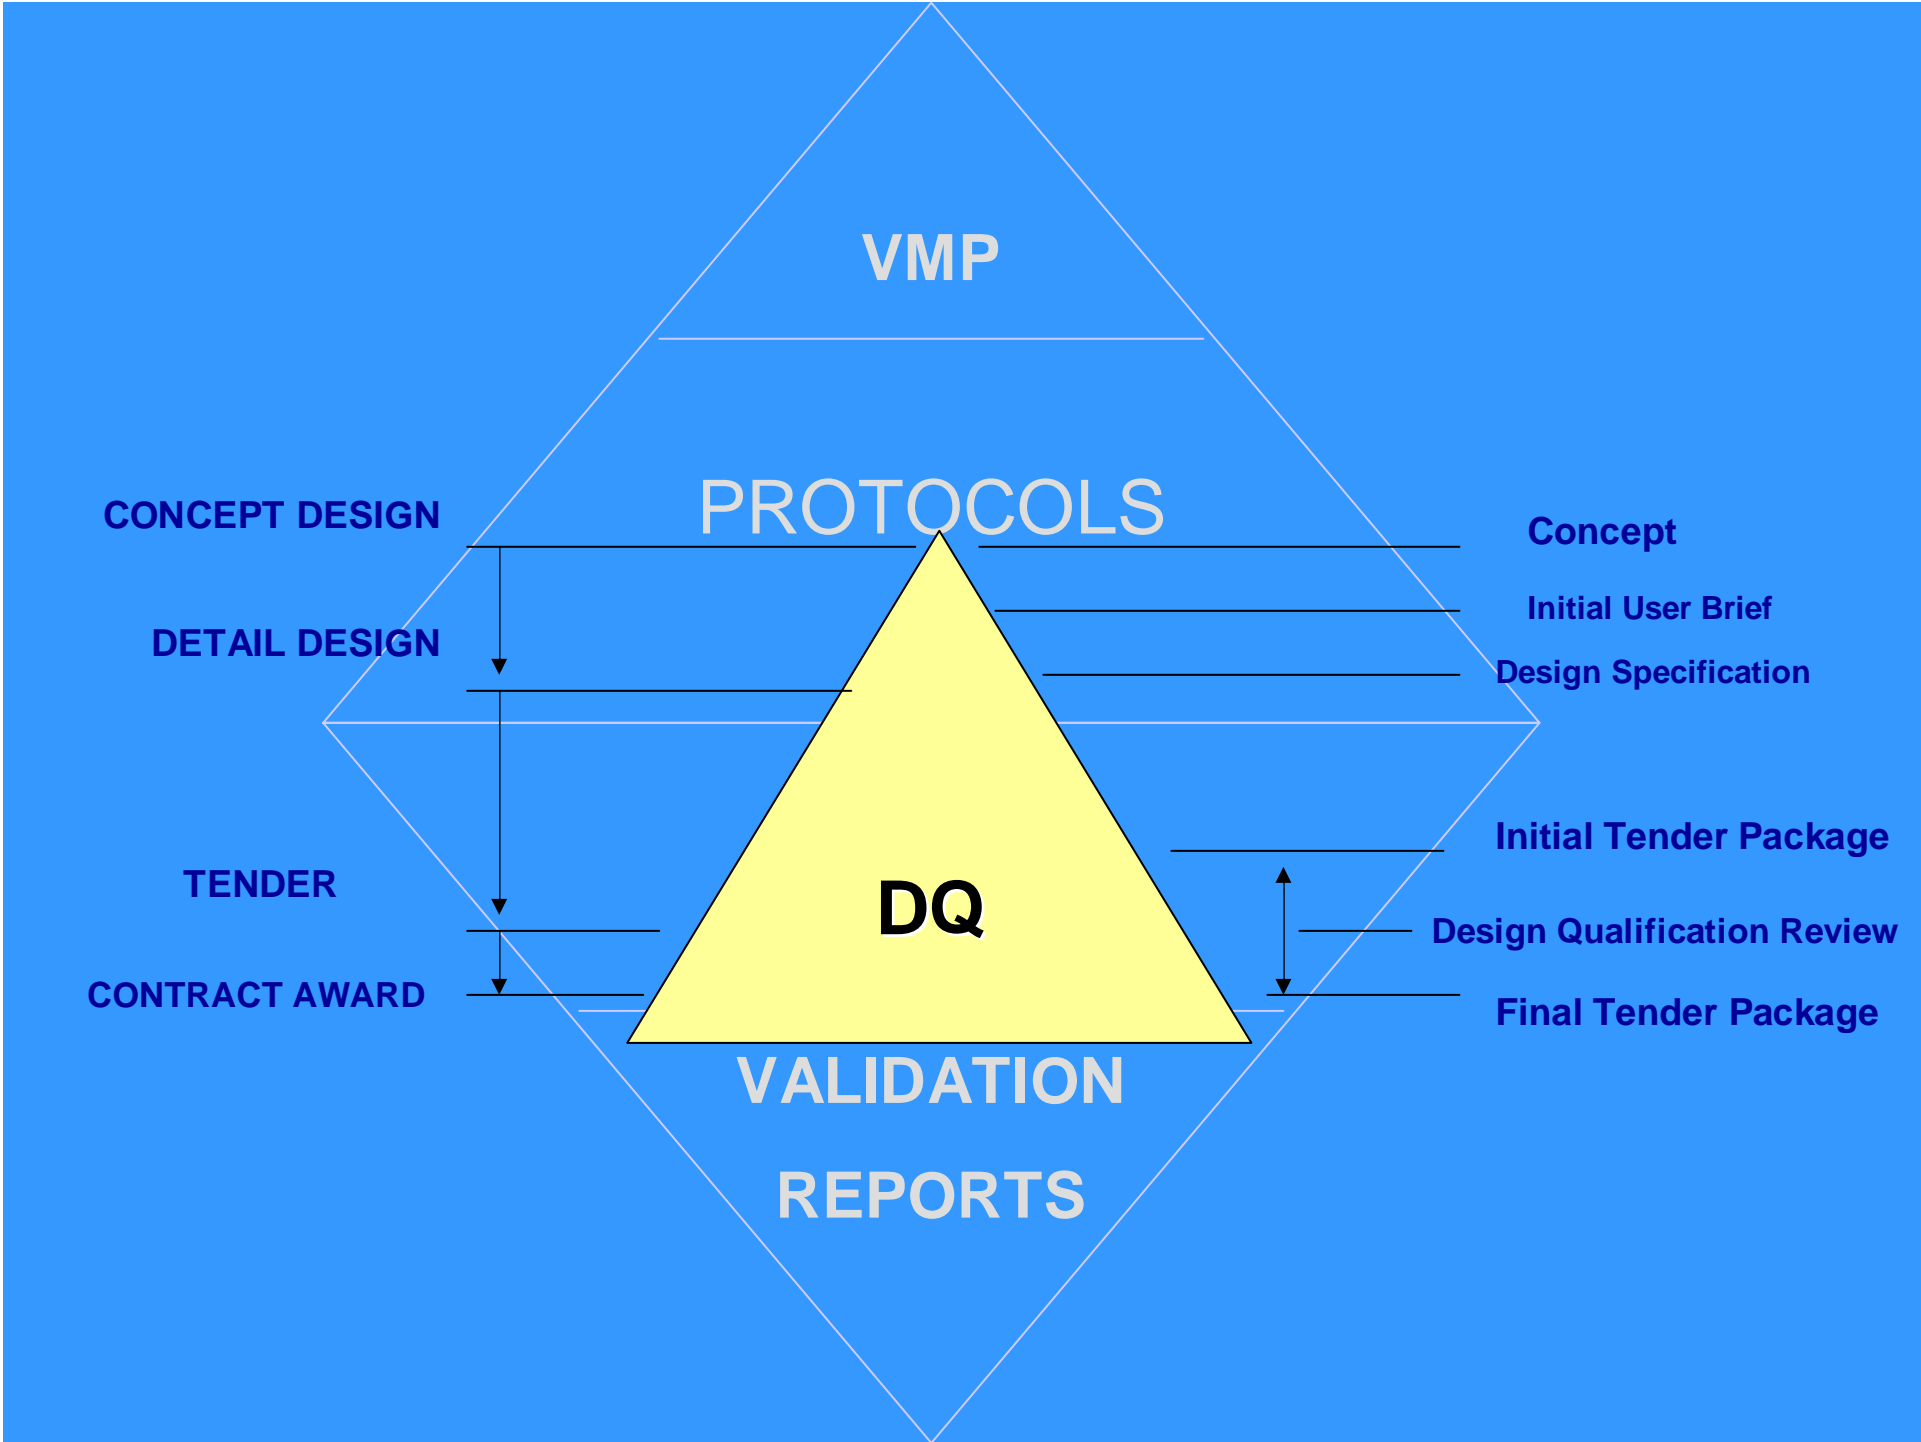 VMP
PROTOCOLS
CONCEPT DESIGN
Concept
Initial User Brief
DETAIL DESIGN
Design Specification
Initial Tender Package
TENDER
DQ
Design Qualification Review
CONTRACT AWARD
Final Tender Package
VALIDATION
REPORTS